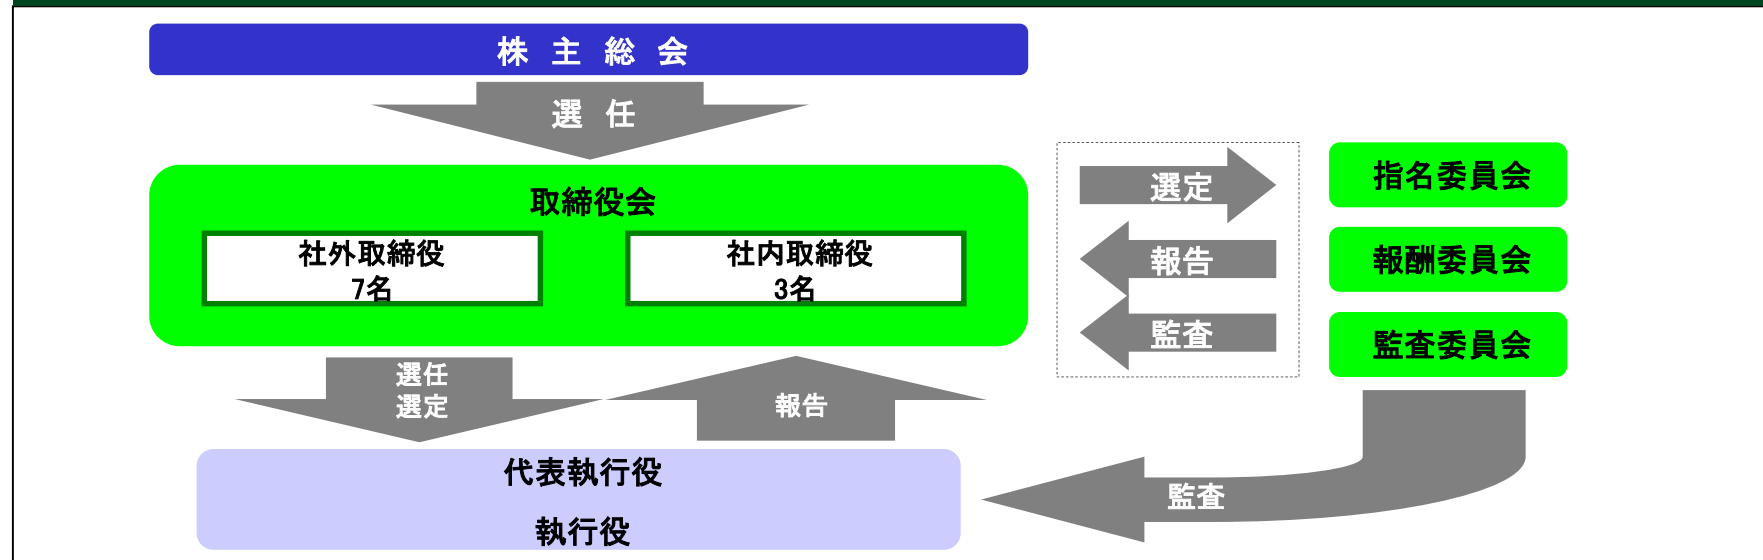 株 主 総 会
選 任
取締役会
社外取締役
7名
社内取締役
3名
選任
選定
報告
代表執行役
執行役
選定
報告
監査
指名委員会
報酬委員会
監査委員会
監査